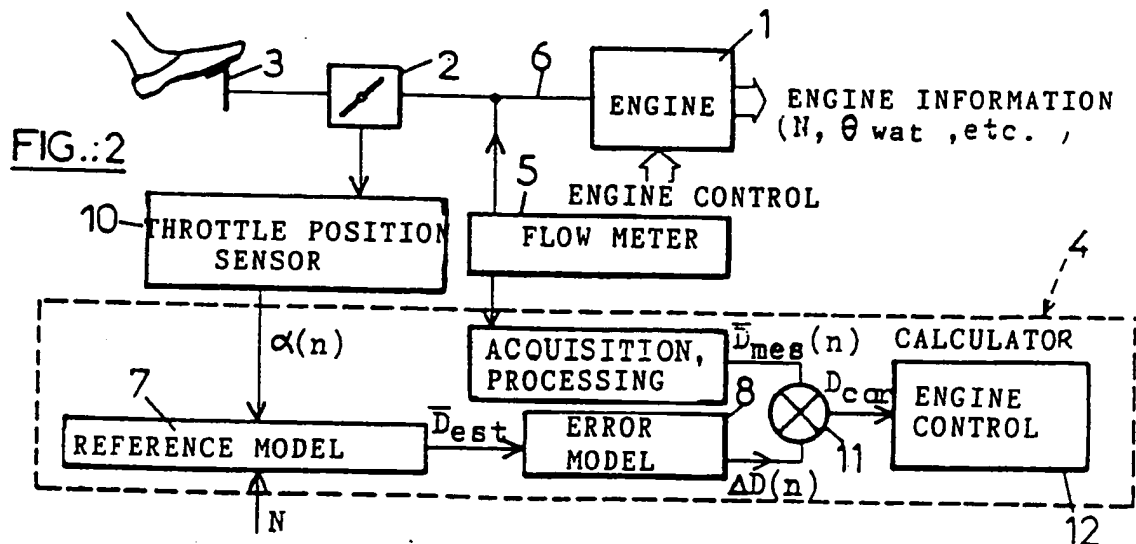 1
3
2
6
ENGINE
ENGINE INFORMATION
(N, θ wat ,etc. ,
FIG.:2
5
ENGINE CONTROL
10
THROTTLE POSITION
SENSOR
FLOW METER
4
α(n)
ACQUISITION,
PROCESSING
D̅mes(n)
CALCULATOR
7
8
Dcor
ENGINE
CONTROL
REFERENCE MODEL
D̅est
ERROR
MODEL
11
ΔD(n)
N
12